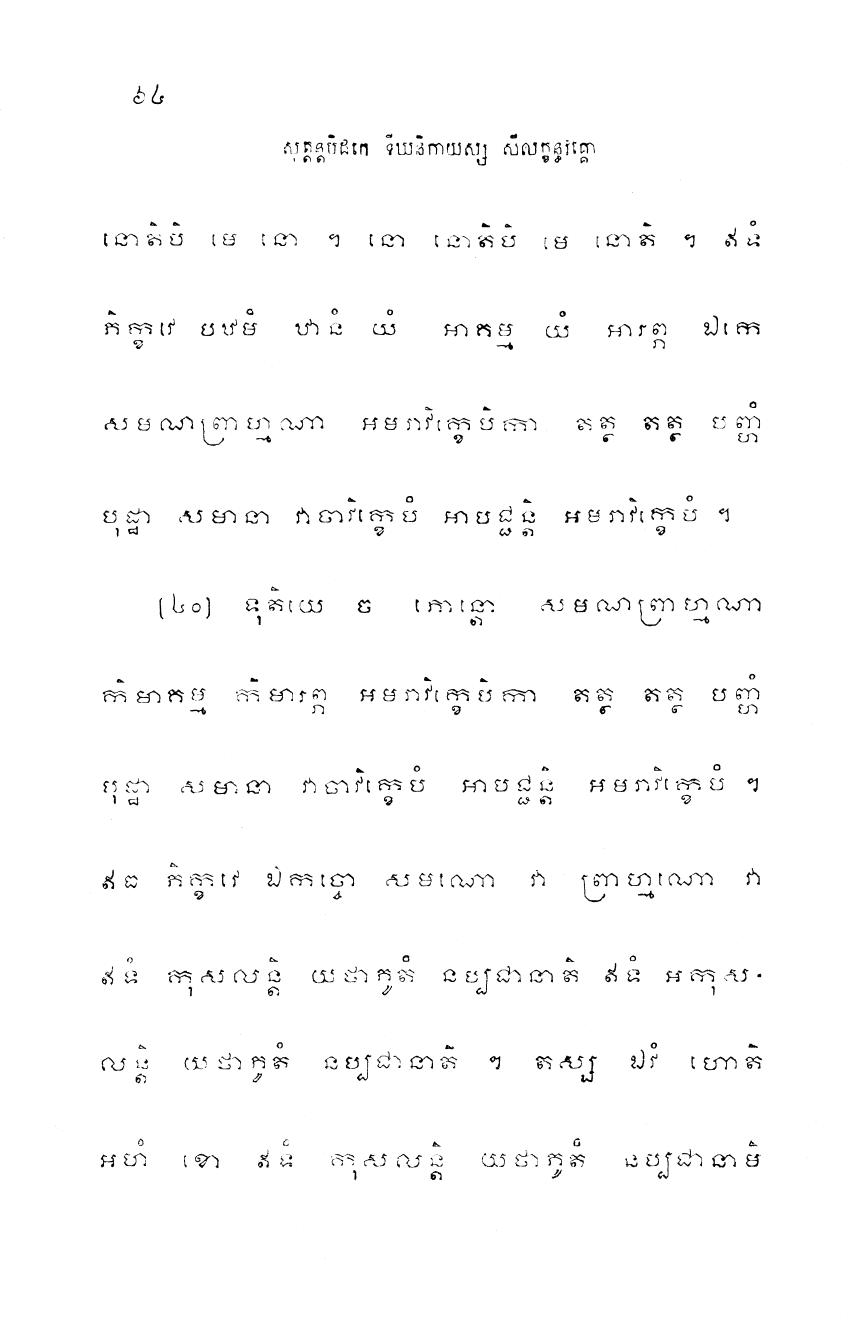 ៦៤
សុត្តន្តបិដកេ ទីឃនិកាយស្ស សីលក្ខន្ធវគ្គោ
នោតិបិ មេ នោ ។ នោ នោតិបិ មេ នោតិ ។ ឥទំ
ភិក្ខវេ បឋមំ ឋានំ យំ អាគម្ម យំ អារព្ភ ឯកេ
សមណព្រាហ្មណា អមរាវិក្ខេបិកា តត្ថ តត្ថ បញ្ហំ
បុដ្ឋា សមានា វាចាវិក្ខេបំ អាបជ្ជន្តិ អមរាវិក្ខេបំ ។
(៤០) ទុតិយេ ច ភោន្តោ សមណព្រាហ្មណា
កិមាគម្ម កិមារព្ភ អមរាវិក្ខេបិកា តត្ថ តត្ថ បញ្ហំ
បុដ្ឋា សមានា វាចាវិក្ខេបំ អាបជ្ជន្តិ អមរាវិក្ខេបំ ។
ឥធ ភិក្ខវេ ឯកច្ចោ សមណោ វា ព្រាហ្មណោ វា
ឥទំ កុសលន្តិ យថាភូតំ នប្បជានាតិ ឥទំ អកុស-
លន្តិ យថាភូតំ នប្បជានាតិ ។ តស្ស ឯវំ ហោតិ
អហំ ខោ ឥទំ កុសលន្តិ យថាភូតំ នប្បជានាមិ